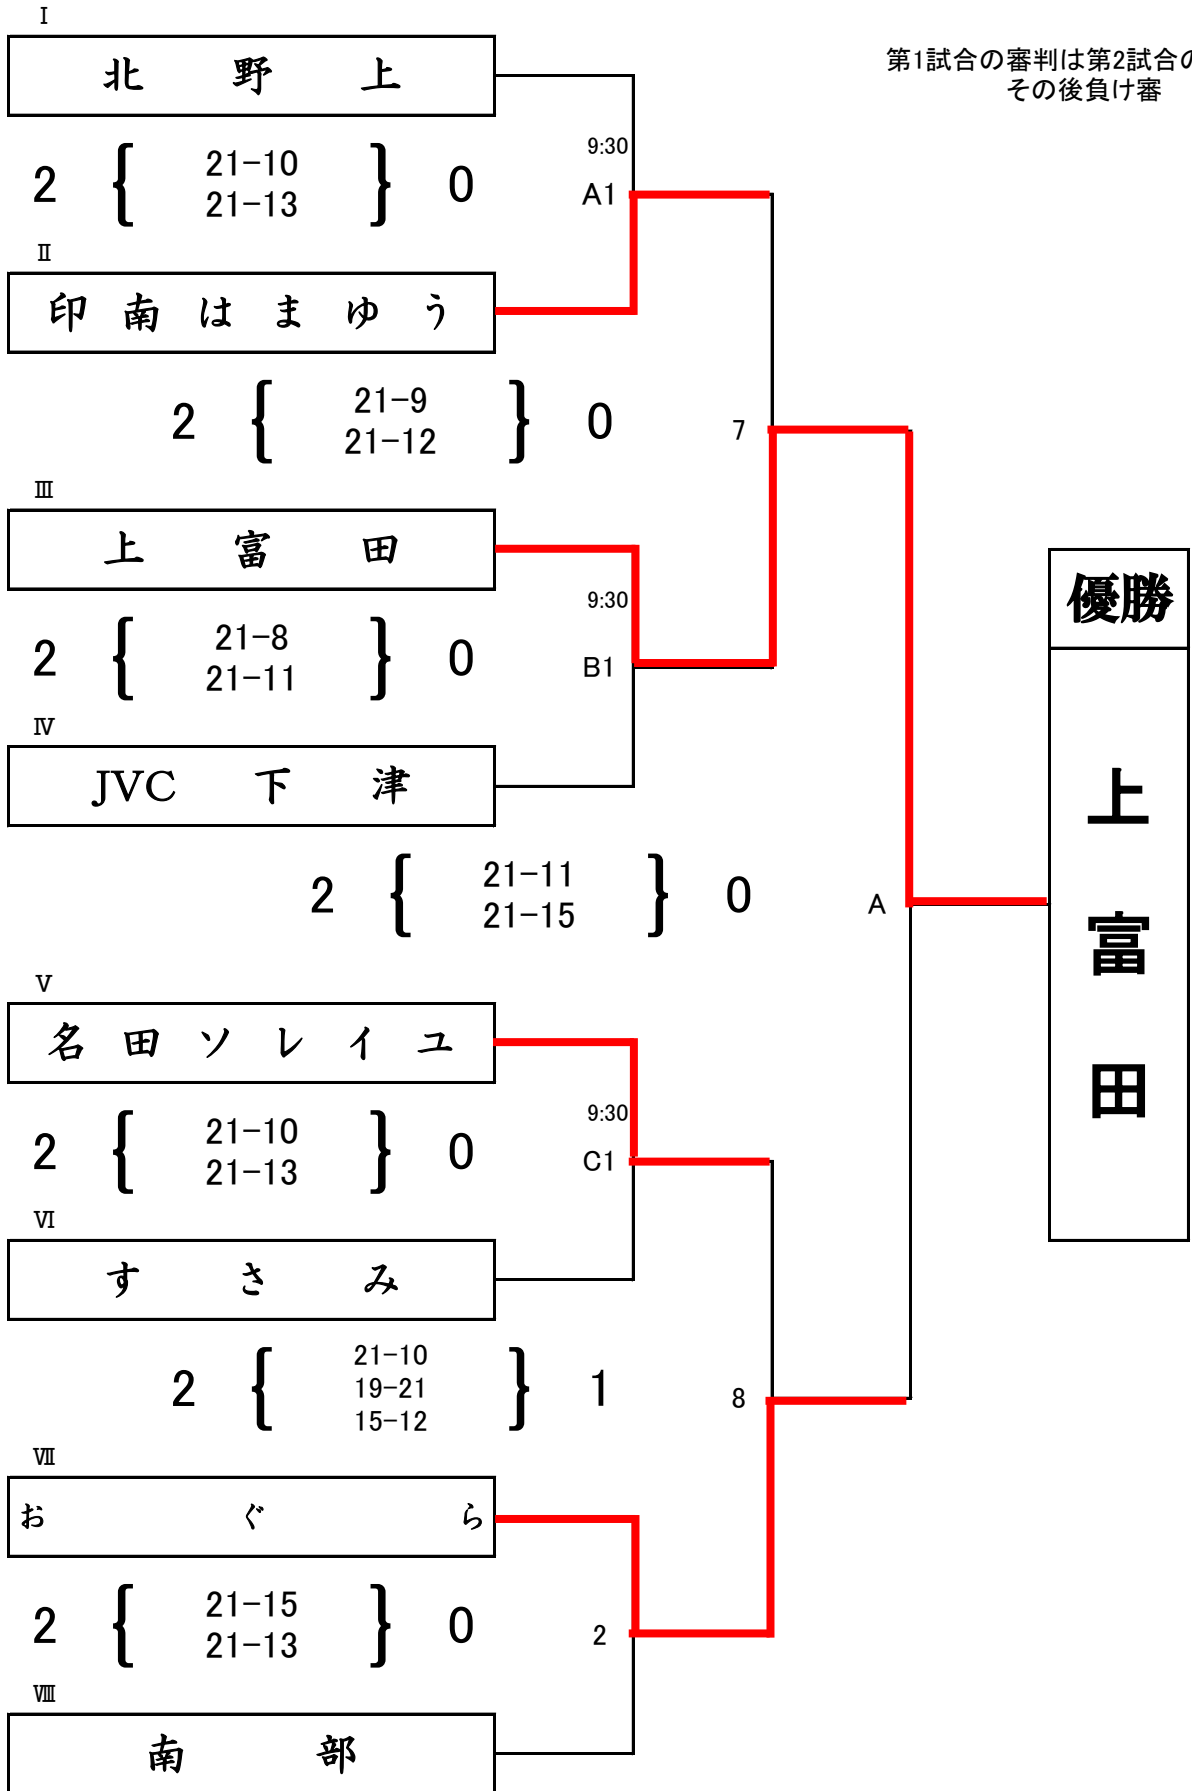 Ⅰ
北野上
第1試合の審判は第2試合の
その後負け審
9:30
A1
2 { 21-10 } 0
21-13
Ⅱ
印南はまゆう
2 { 21-9 } 0
21-12
7
Ⅲ
上富田
9:30
B1
2 { 21-8 } 0
21-11
Ⅳ
JVC 下津
2 { 21-11 } 0
21-15
A
優勝
上富田
Ⅴ
名田ソレイユ
9:30
C1
2 { 21-10 } 0
21-13
Ⅵ
すさみ
2 { 21-10 } 1
19-21
15-12
8
Ⅶ
おぐら
2 { 21-15 } 0
21-13
2
Ⅷ
南部